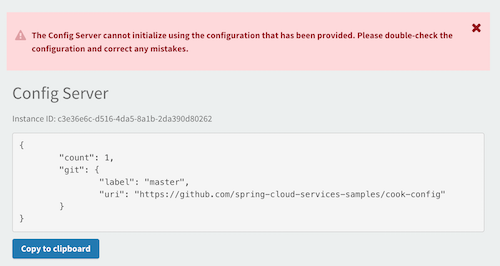 The Config Server cannot initialize using the configuration that has been provided. Please double-check the
configuration and correct any mistakes.
Config Server
Instance ID: c3e36e6c-d516-4da5-8a1b-2da390d80262
{
"count": 1,
"git": {
"label": "master",
"uri": "https://github.com/spring-cloud-services-samples/cook-config"
}
}
Copy to clipboard